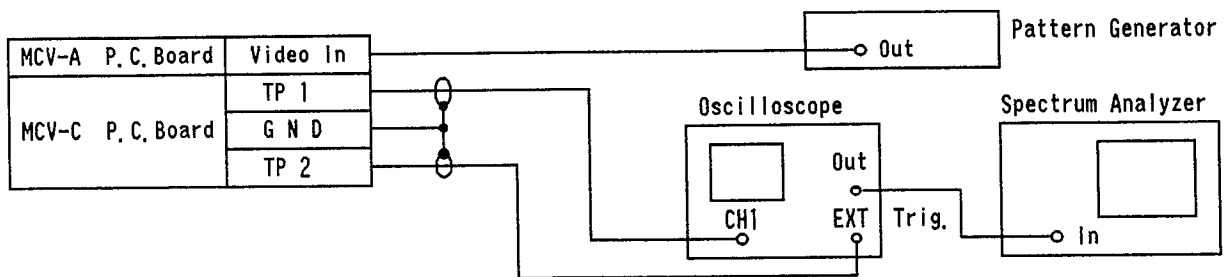 Pattern Generator
MCV-A P.C.Board Video In
Out
TP 1
MCV-C P.C.Board GND
TP 2
Oscilloscope
Spectrum Analyzer
Out
CH1 EXT Trig.
In